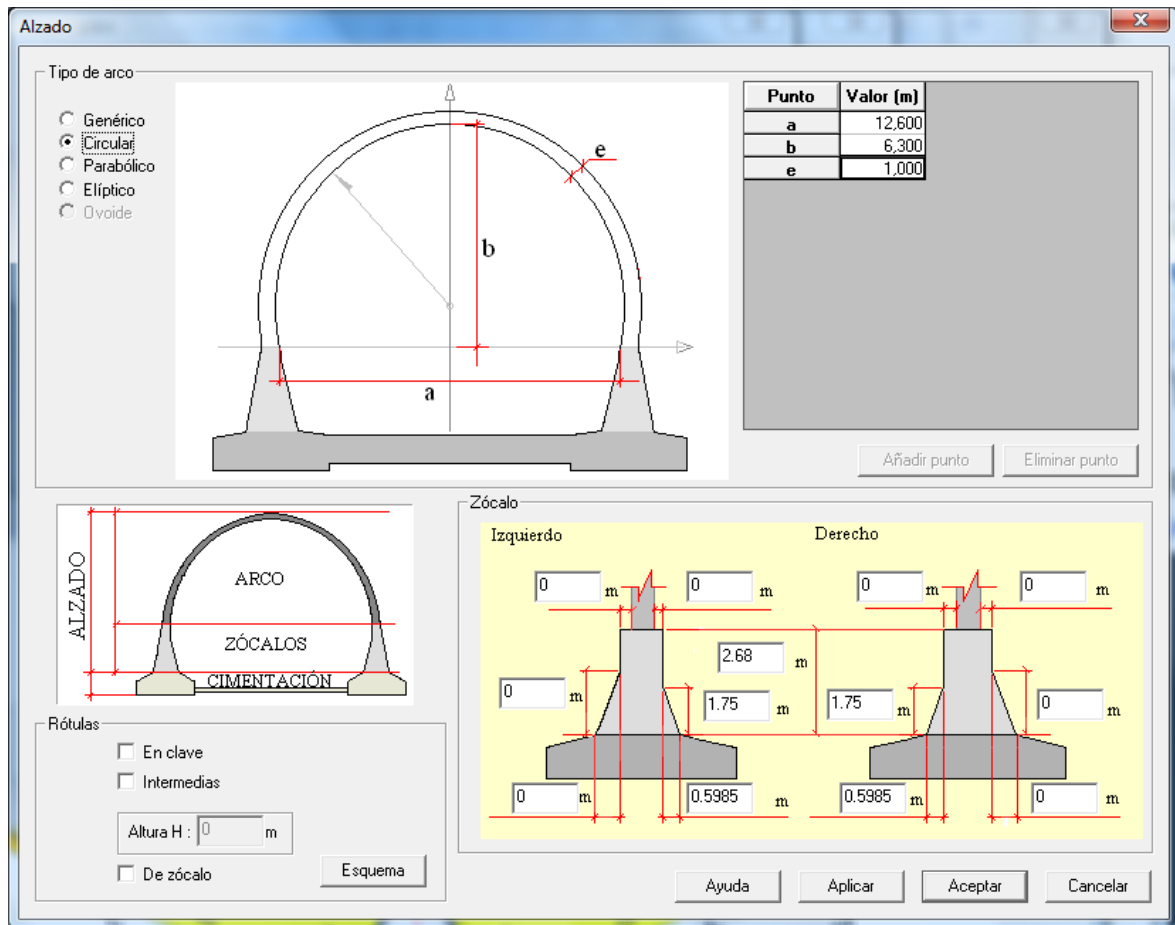 Alzado
Tipo de arco
Genérico
Circular
Parabólico
Elíptico
Ovoide
e
b
a
Punto Valor (m)
a 12,600
b 6,300
e 1,000
Añadir punto Eliminar punto
ALZADO
ARCO
ZÓCALOS
CIMENTACIÓN
Rótulas
En clave
Intermedias
Altura H : 0 m
De zócalo
Esquema
Zócalo
Izquierdo Derecho
0 m 0 m 0 m 0 m
2.68 m
0 m 1.75 m 1.75 m 0 m
0 m 0.5985 m 0.5985 m 0 m
Ayuda Aplicar Aceptar Cancelar